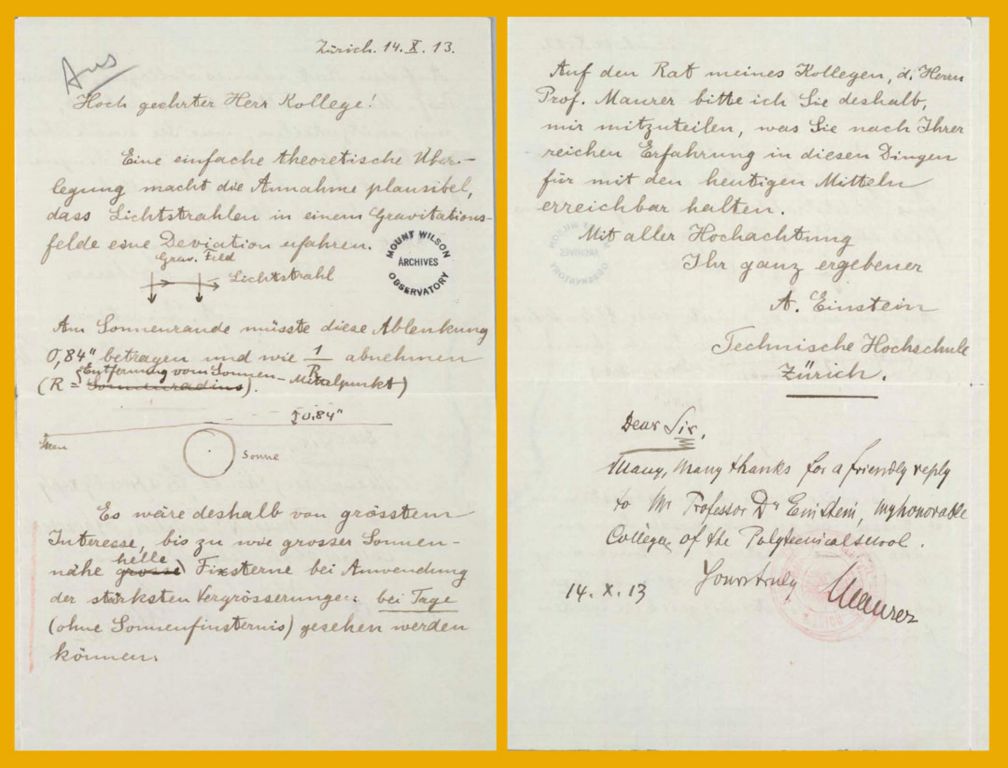 Zürich. 14. X. 13.
Hoch geehrter Herr Kollege!
Eine einfache theoretische Über-
legung macht die Annahme plausibel,
dass Lichtstrahlen in einem Gravitations-
felde eine Deviation erfahren.
Grav. Feld
Lichtstrahl
MOUNT WILSON
ARCHIVES
OBSERVATORY
Am Sonnenrande müsste diese Ablenkung
0,84" betragen und wie 1/R abnehmen
(R = Sonnenradius Entfernung vom Sonnen-Mittelpunkt)
0.84"
Sonne
Es wäre deshalb von grösstem
Interesse, bis zu wie grosser Sonnen-
nähe grosse helle Fixsterne bei Anwendung
der stärksten Vergrösserungen bei Tage
(ohne Sonnenfinsternis) gesehen werden
können.
Auf den Rat meines Kollegen, d. Herrn
Prof. Maurer bitte ich Sie deshalb,
mir mitzuteilen, was Sie nach Ihrer
reichen Erfahrung in diesen Dingen
für mit den heutigen Mitteln
erreichbar halten.
Mit aller Hochachtung
Ihr ganz ergebener
A. Einstein
Technische Hochschule
Zürich.
Dear Sir,
Many, many thanks for a friendly reply
to Mr Professor Dr Einstein, my honorable
College of the Polytechnical school.
Yours truly
14. X. 13
Maurer